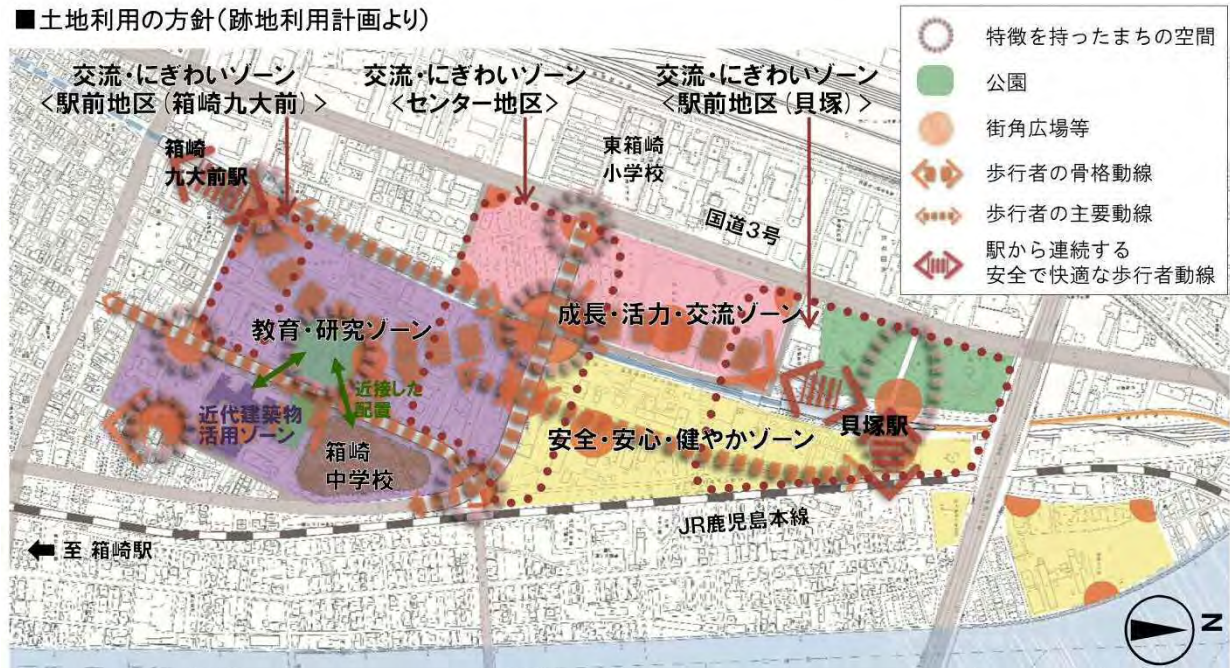 ■土地利用の方針(跡地利用計画より)
交流・にぎわいゾーン
<駅前地区(箱崎九大前)>
交流・にぎわいゾーン
<センター地区>
交流・にぎわいゾーン
<駅前地区(貝塚)>
特徴を持ったまちの空間
公園
街角広場等
歩行者の骨格動線
歩行者の主要動線
駅から連続する
安全で快適な歩行者動線
箱崎
九大前駅
東箱崎
小学校
国道3号
教育・研究ゾーン
成長・活力・交流ゾーン
近接した
配置
近代建築物
活用ゾーン
箱崎
中学校
安全・安心・健やかゾーン
貝塚駅
JR鹿児島本線
至 箱崎駅
N